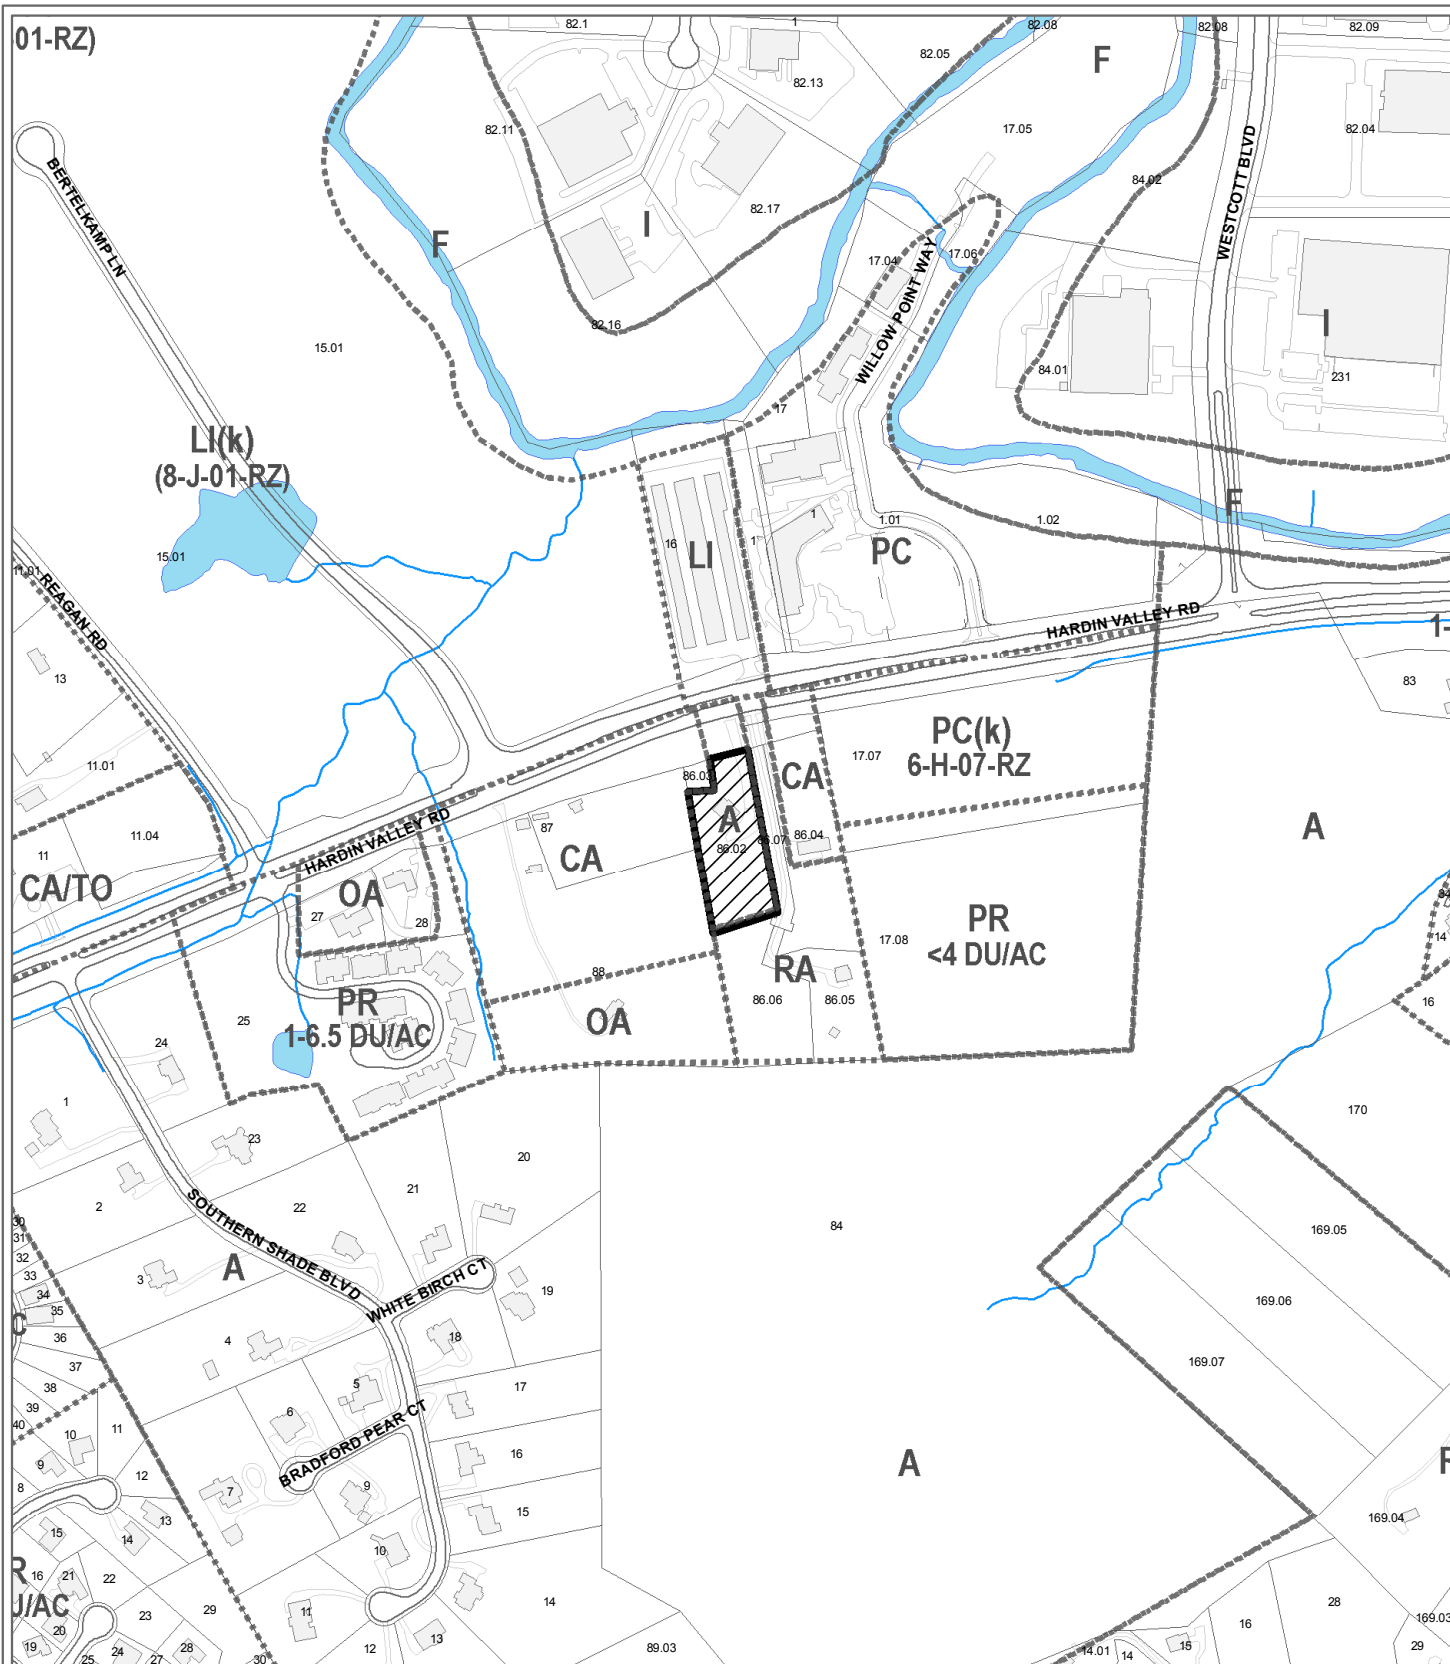 01-RZ)
82.1
1
82.08
82.08
82.09
82.05
F
82.13
82.11
17.05
82.04
BERTELKAMP LN
WESTCOTT BLVD
84.02
82.17
I
F
17.04
17.06
WILLOW POINT WAY
82.16
I
15.01
84.01
231
17
LI(k)
(8-J-01-RZ)
F
1
1.01
1.02
16
1
LI
PC
15.01
11.01
REAGAN RD
HARDIN VALLEY RD
1-
13
83
PC(k)
6-H-07-RZ
17.07
11.01
86.03
CA
A
A
87
HARDIN VALLEY RD
11.04
86.04
86.07
86.02
11
CA
CA/TO
OA
27
28
PR
<4 DU/AC
17.08
34
14
88
RA
86.06
86.05
16
PR
1-6.5 DU/AC
25
OA
24
1
170
23
20
21
2
22
SOUTHERN SHADE BLVD
84
30
31
32
33
34
35
36
37
38
39
40
169.05
A
3
WHITE BIRCH CT
19
169.06
C
4
18
169.07
5
17
6
BRADFORD PEAR CT
11
10
16
A
9
12
R
8
7
9
15
13
169.04
15
14
10
R
U/AC
16
21
22
14
28
23
29
11
169.03
20
16
19
24
28
12
13
89.03
15
29
25
27
30
14.01
14